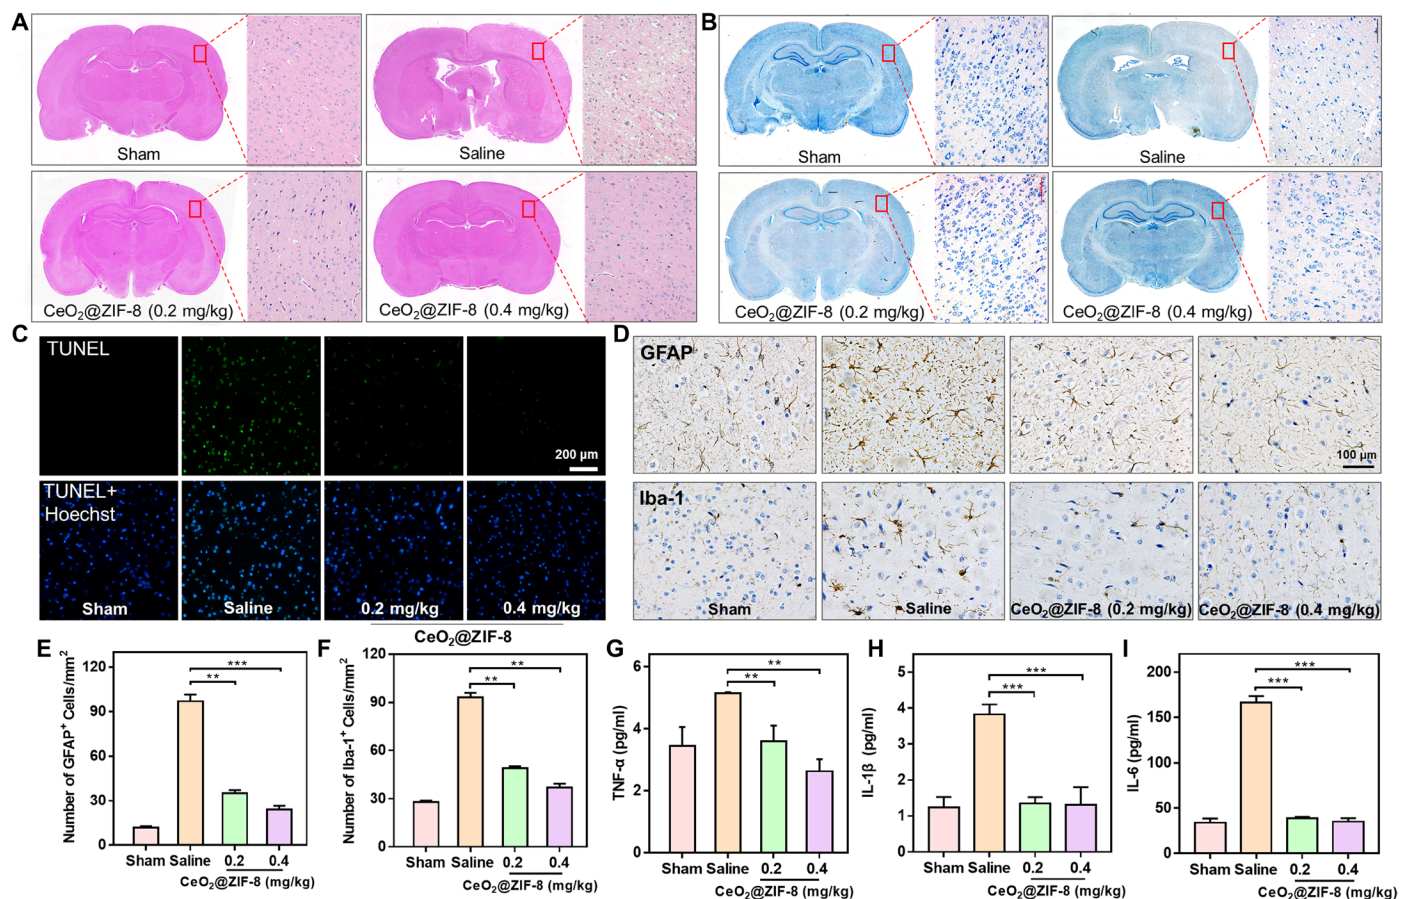 A
Sham
Saline
CeO₂@ZIF-8 (0.2 mg/kg)
CeO₂@ZIF-8 (0.4 mg/kg)
B
Sham
Saline
CeO₂@ZIF-8 (0.2 mg/kg)
CeO₂@ZIF-8 (0.4 mg/kg)
C
TUNEL
200 µm
TUNEL+
Hoechst
Sham
Saline
0.2 mg/kg
0.4 mg/kg
CeO₂@ZIF-8
D
GFAP
100 µm
Iba-1
Sham
Saline
CeO₂@ZIF-8 (0.2 mg/kg)
CeO₂@ZIF-8 (0.4 mg/kg)
E
Number of GFAP⁺ Cells/mm²
120
90
60
30
0
***
**
Sham
Saline
0.2
0.4
CeO₂@ZIF-8 (mg/kg)
F
Number of Iba-1⁺ Cells/mm²
120
90
60
30
0
**
**
Sham
Saline
0.2
0.4
CeO₂@ZIF-8 (mg/kg)
G
TNF-α (pg/ml)
6
4
2
0
**
**
Sham
Saline
0.2
0.4
CeO₂@ZIF-8 (mg/kg)
H
IL-1β (pg/ml)
5
4
3
2
1
0
***
***
Sham
Saline
0.2
0.4
CeO₂@ZIF-8 (mg/kg)
I
IL-6 (pg/ml)
200
150
100
50
0
***
***
Sham
Saline
0.2
0.4
CeO₂@ZIF-8 (mg/kg)